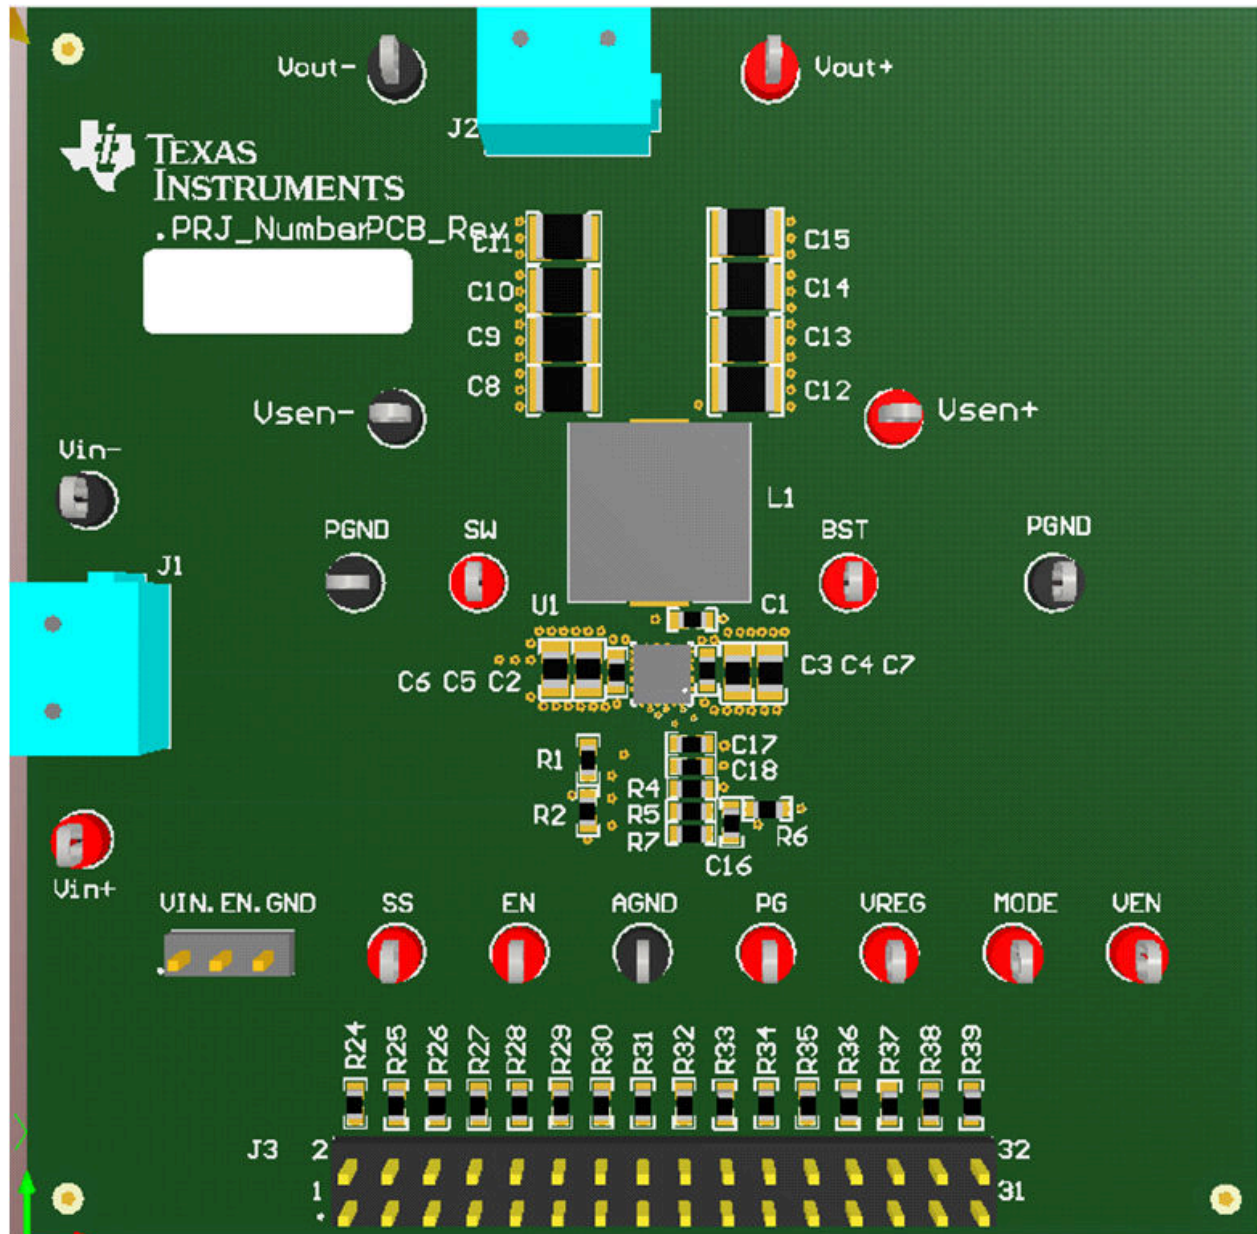 Vout-
Vout+
J2
TEXAS
INSTRUMENTS
.PRJ_NumberPCB_Rev
C11
C15
C10
C14
C9
C13
C8
C12
Vsen-
Vsen+
Vin-
L1
PGND
SW
BST
PGND
J1
U1
C1
C6 C5 C2
C3 C4 C7
R1
C17
C18
R4
R2
R5
R7
R6
C16
Vin+
VIN.EN.GND
SS
EN
AGND
PG
VREG
MODE
VEN
R24
R25
R26
R27
R28
R29
R30
R31
R32
R33
R34
R35
R36
R37
R38
R39
J3
2
32
1
31